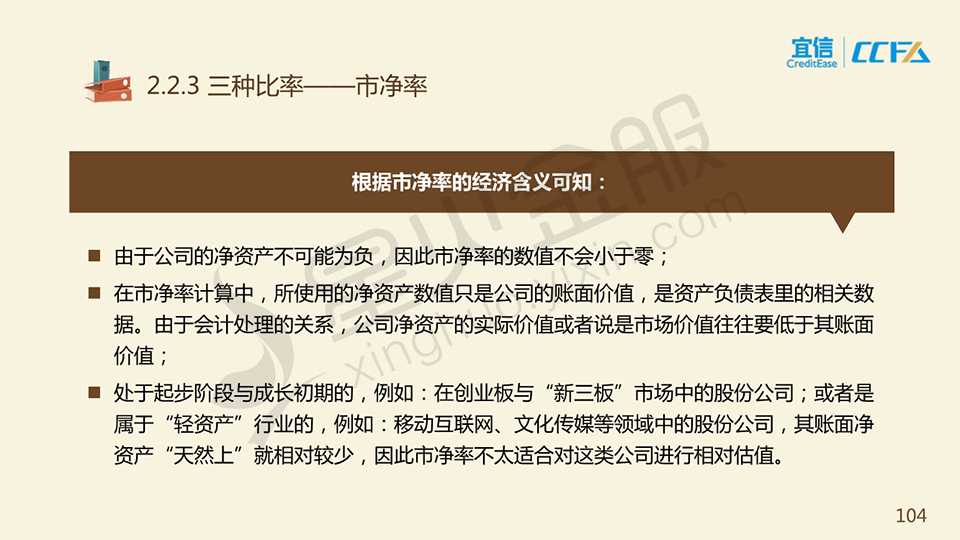 宜信
CreditEase
CCFA
2.2.3 三种比率——市净率
根据市净率的经济含义可知：
由于公司的净资产不可能为负，因此市净率的数值不会小于零；
在市净率计算中，所使用的净资产数值只是公司的账面价值，是资产负债表里的相关数
据。由于会计处理的关系，公司净资产的实际价值或者说是市场价值往往要低于其账面
价值；
处于起步阶段与成长初期的，例如：在创业板与“新三板”市场中的股份公司；或者是
属于“轻资产”行业的，例如：移动互联网、文化传媒等领域中的股份公司，其账面净
资产“天然上”就相对较少，因此市净率不太适合对这类公司进行相对估值。
星火金服
xinghuoyixin.com
104